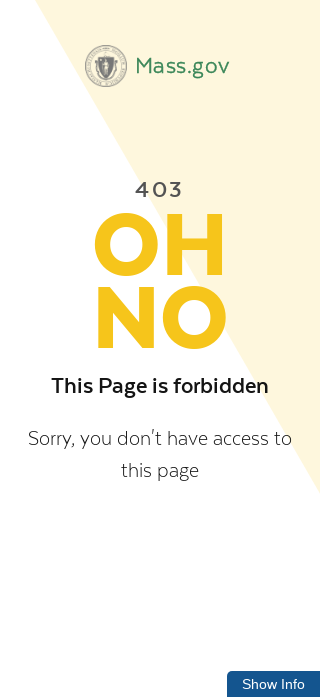 Mass.gov
403
OH
NO
This Page is forbidden
Sorry, you don't have access to
this page
Show Info